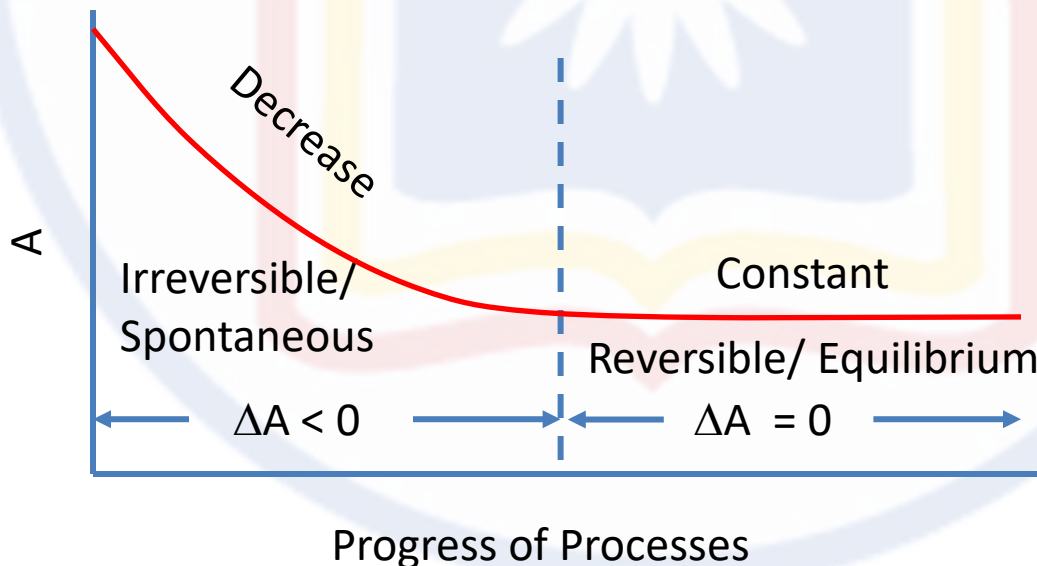 Decrease
A
Irreversible/
Spontaneous
Constant
Reversible/ Equilibrium
ΔA < 0
ΔA = 0
Progress of Processes